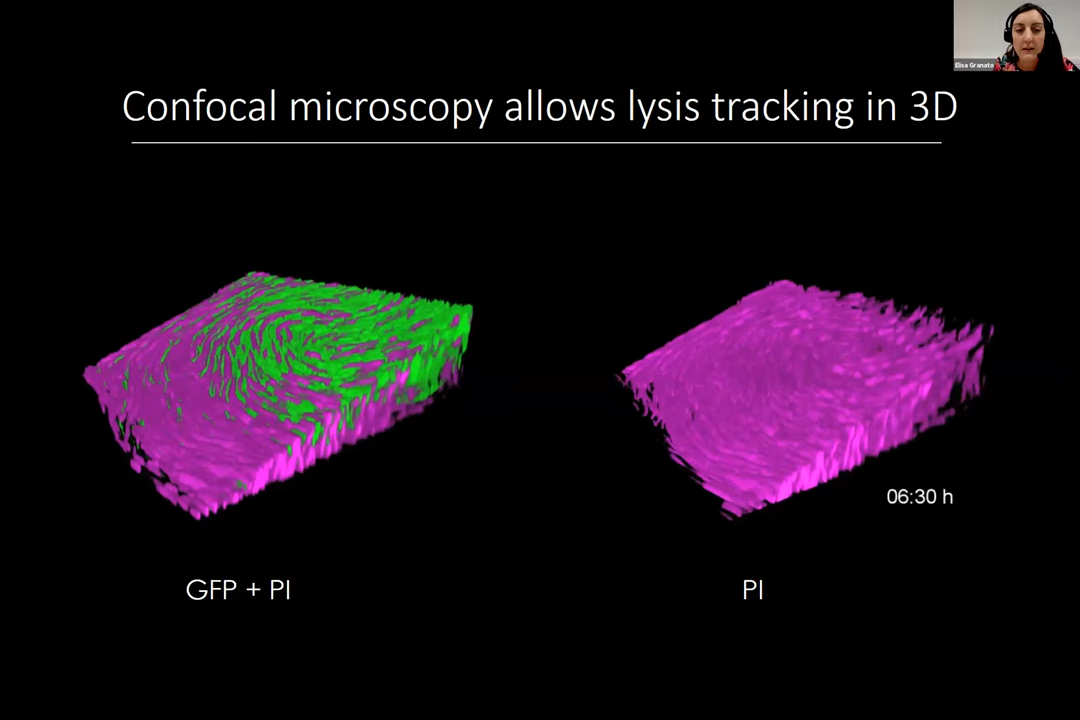 Elisa Granato
Confocal microscopy allows lysis tracking in 3D
06:30 h
GFP + PI
PI